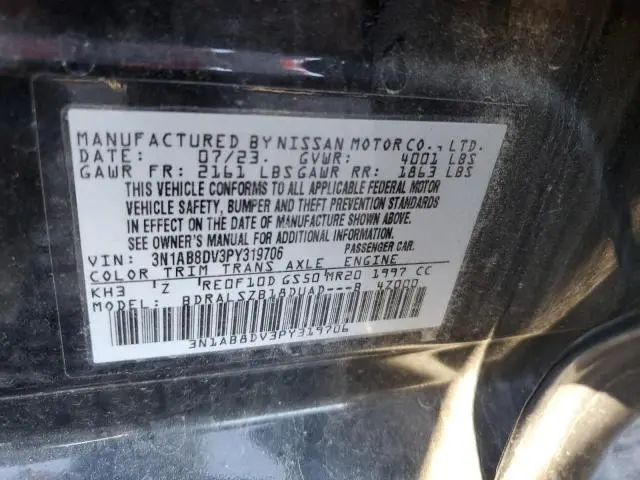 MANUFACTURED BY NISSAN MOTOR CO., LTD.
DATE: 07/23. GVWR: 4001 LBS
GAWR FR: 2161 LBS GAWR RR: 1863 LBS
THIS VEHICLE CONFORMS TO ALL APPLICABLE FEDERAL MOTOR
VEHICLE SAFETY, BUMPER AND THEFT PREVENTION STANDARDS
IN EFFECT ON THE DATE OF MANUFACTURE SHOWN ABOVE.
SEE OWNER'S MANUAL FOR ADDITIONAL INFORMATION.
VIN: 3N1AB8DV3PY319706 PASSENGER CAR.
COLOR TRIM TRANS AXLE ENGINE
KH3 Z RE0F10D GS50 MR20 1997 CC
MODEL: BDRALSZB18DUAD---B 47000
3N1AB8DV3PY319706